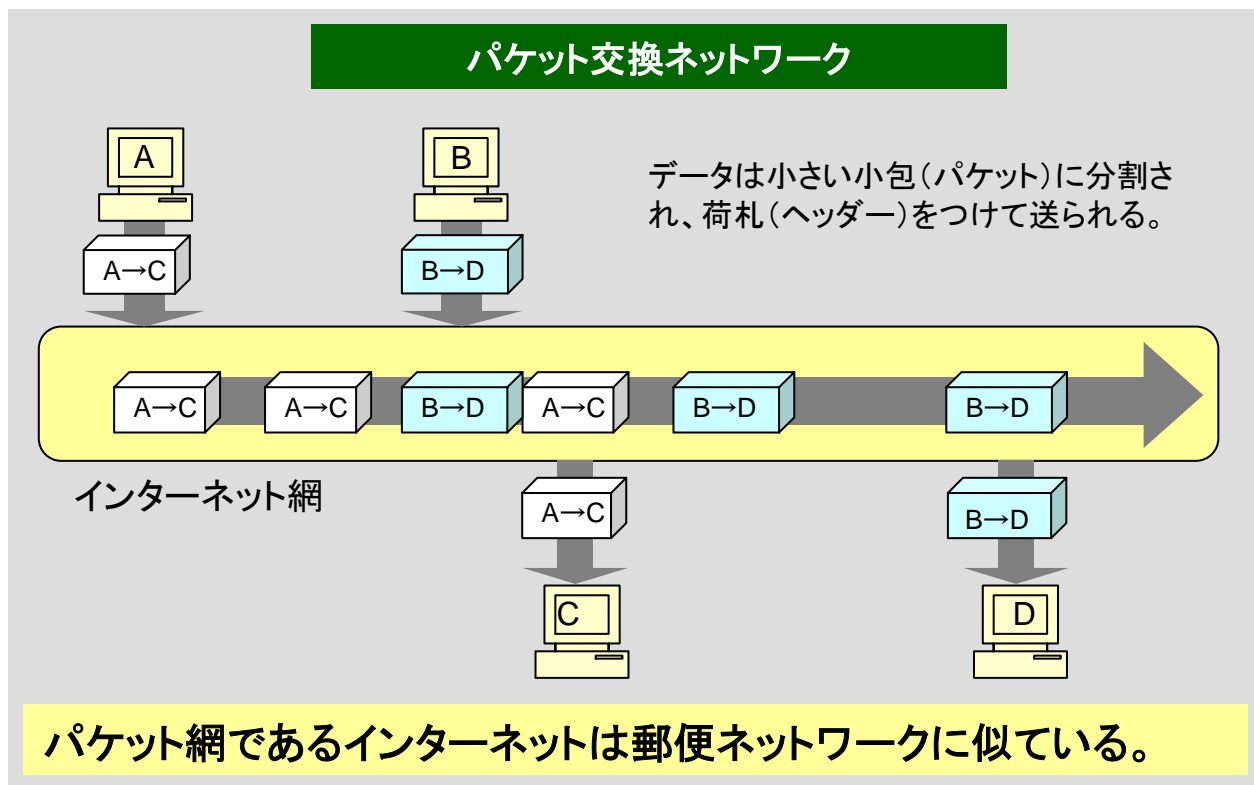 パケット交換ネットワーク
A
B
データは小さい小包（パケット）に分割さ
れ、荷札（ヘッダー）をつけて送られる。
A→C
B→D
A→C
A→C
B→D
A→C
B→D
B→D
インターネット網
A→C
B→D
C
D
パケット網であるインターネットは郵便ネットワークに似ている。